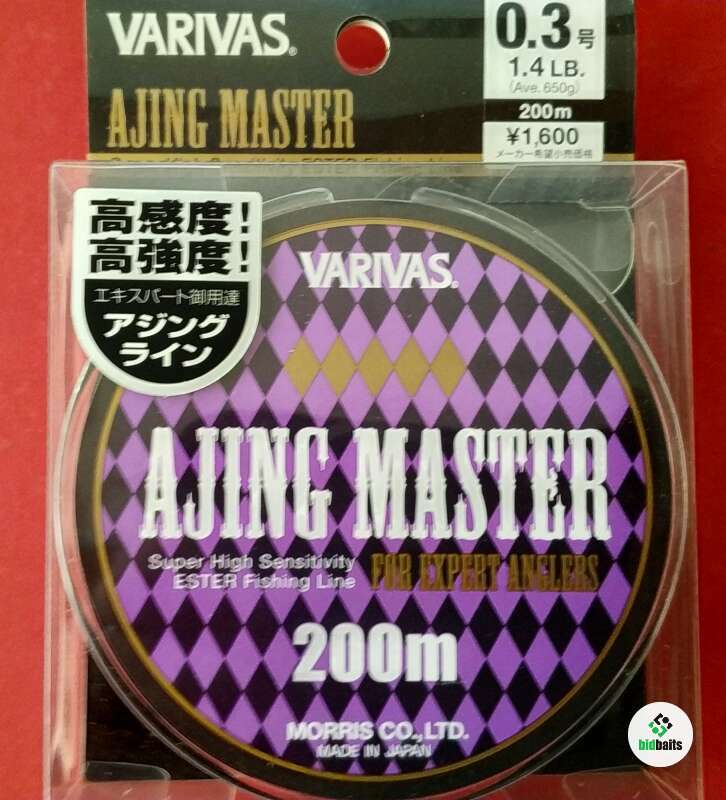 VARIVAS®
AJING MASTER
0.3号
1.4 LB.
(Ave. 650g)
200m
¥1,600
メーカー希望小売価格
高感度!
高強度!
エキスパート御用達
アジング
ライン
VARIVAS®
AJING MASTER
Super High Sensitivity
ESTER Fishing Line
FOR EXPERT ANGLERS
200m
MORRIS CO.,LTD.
MADE IN JAPAN
bidbaits